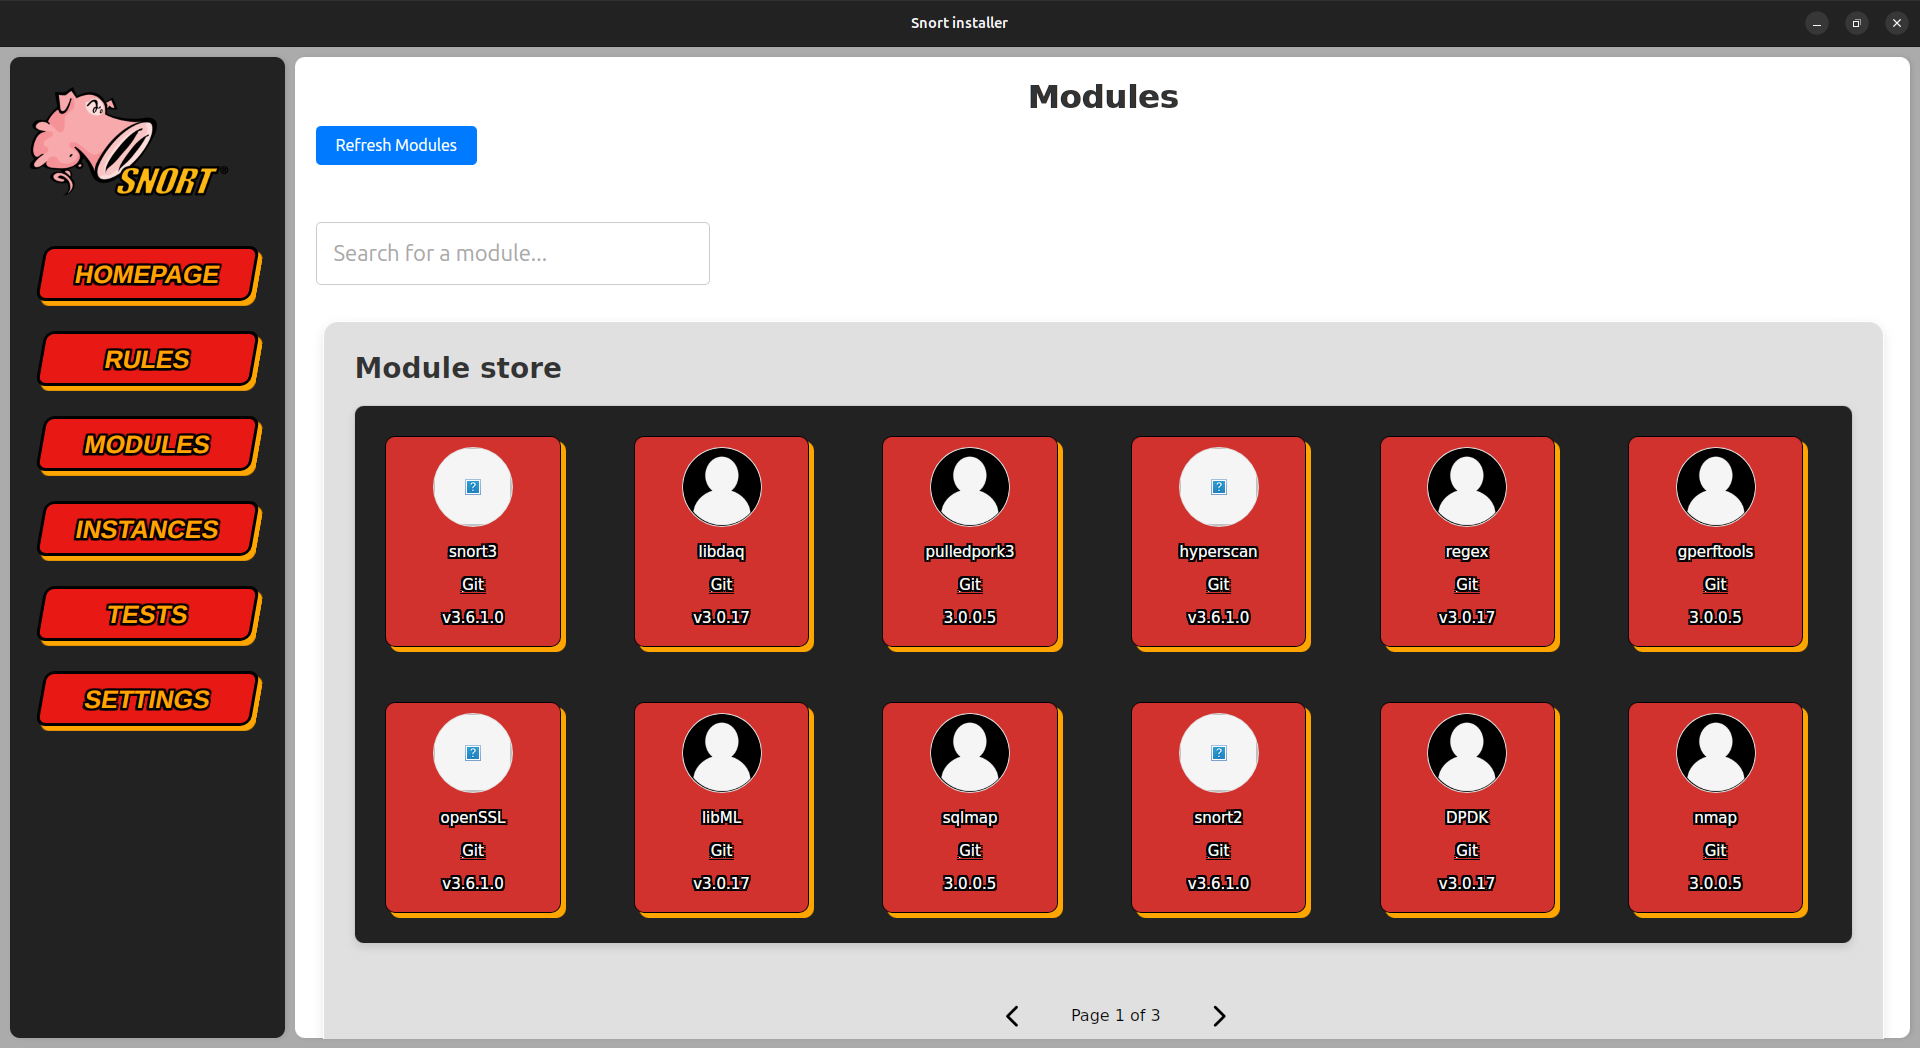 Snort installer
SNORT®
HOMEPAGE
RULES
MODULES
INSTANCES
TESTS
SETTINGS
Modules
Refresh Modules
Search for a module...
Module store
snort3
Git
v3.6.1.0
libdaq
Git
v3.0.17
pulledpork3
Git
3.0.0.5
hyperscan
Git
v3.6.1.0
regex
Git
v3.0.17
gperftools
Git
3.0.0.5
openSSL
Git
v3.6.1.0
libML
Git
v3.0.17
sqlmap
Git
3.0.0.5
snort2
Git
v3.6.1.0
DPDK
Git
v3.0.17
nmap
Git
3.0.0.5
Page 1 of 3